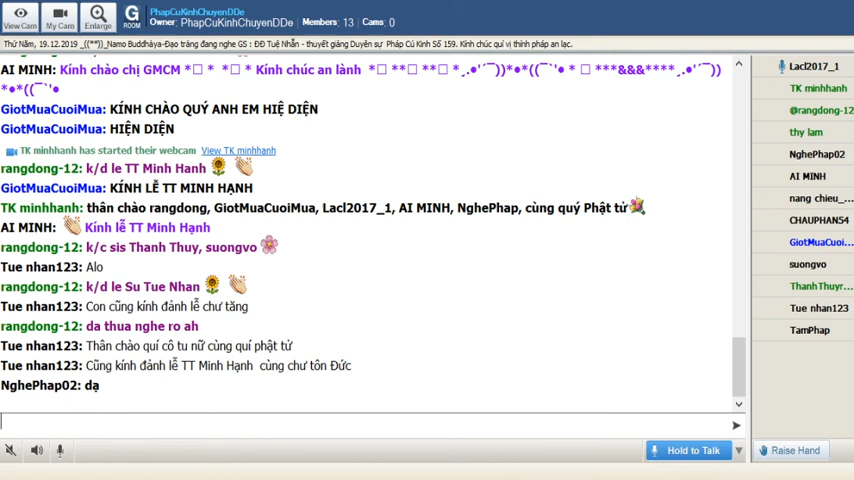 PhapCuKinhChuyenDDe
Owner: PhapCuKinhChuyenDDe Members: 13 Cams: 0
View Cam
My Cam
Enlarge
G ROOM
Thứ Năm, 19.12.2019 _((**))_Namo Buddhàya-Đạo tràng đang nghe GS : ĐĐ Tuệ Nhẫn - thuyết giảng Duyên sự Pháp Cú Kinh Số 159. Kính chúc quí vị thính pháp an lạc.
AI MINH: Kính chào chị GMCM *□ * *□ * Kính chúc an lành *□ **□ **□ *¸.•'´¯))*•*((¯`'• * □ ***&&&****¸.•'´¯))
*•*((¯`'•
GiotMuaCuoiMua: KÍNH CHÀO QUÝ ANH EM HIỆ DIỆN
GiotMuaCuoiMua: HIỆN DIỆN
TK minhhanh has started their webcam View TK minhhanh
rangdong-12: k/d le TT Minh Hanh
GiotMuaCuoiMua: KÍNH LỄ TT MINH HẠNH
TK minhhanh: thân chào rangdong, GiotMuaCuoiMua, Lacl2017_1, AI MINH, NghePhap, cùng quý Phật tử
AI MINH: Kính lễ TT Minh Hạnh
rangdong-12: k/c sis Thanh Thuy, suongvo
Tue nhan123: Alo
rangdong-12: k/d le Su Tue Nhan
Tue nhan123: Con cũng kính đảnh lễ chư tăng
rangdong-12: da thua nghe ro ah
Tue nhan123: Thân chào quí cô tu nữ cùng quí phật tử
Tue nhan123: Cũng kính đảnh lễ TT Minh Hạnh cùng chư tôn Đức
NghePhap02: dạ
Hold to Talk
Lacl2017_1
TK minhhanh
@rangdong-12
thy lam
NghePhap02
AI MINH
nang chieu_...
CHAUPHAN54
GiotMuaCuoi...
suongvo
ThanhThuyr...
Tue nhan123
TamPhap
Raise Hand